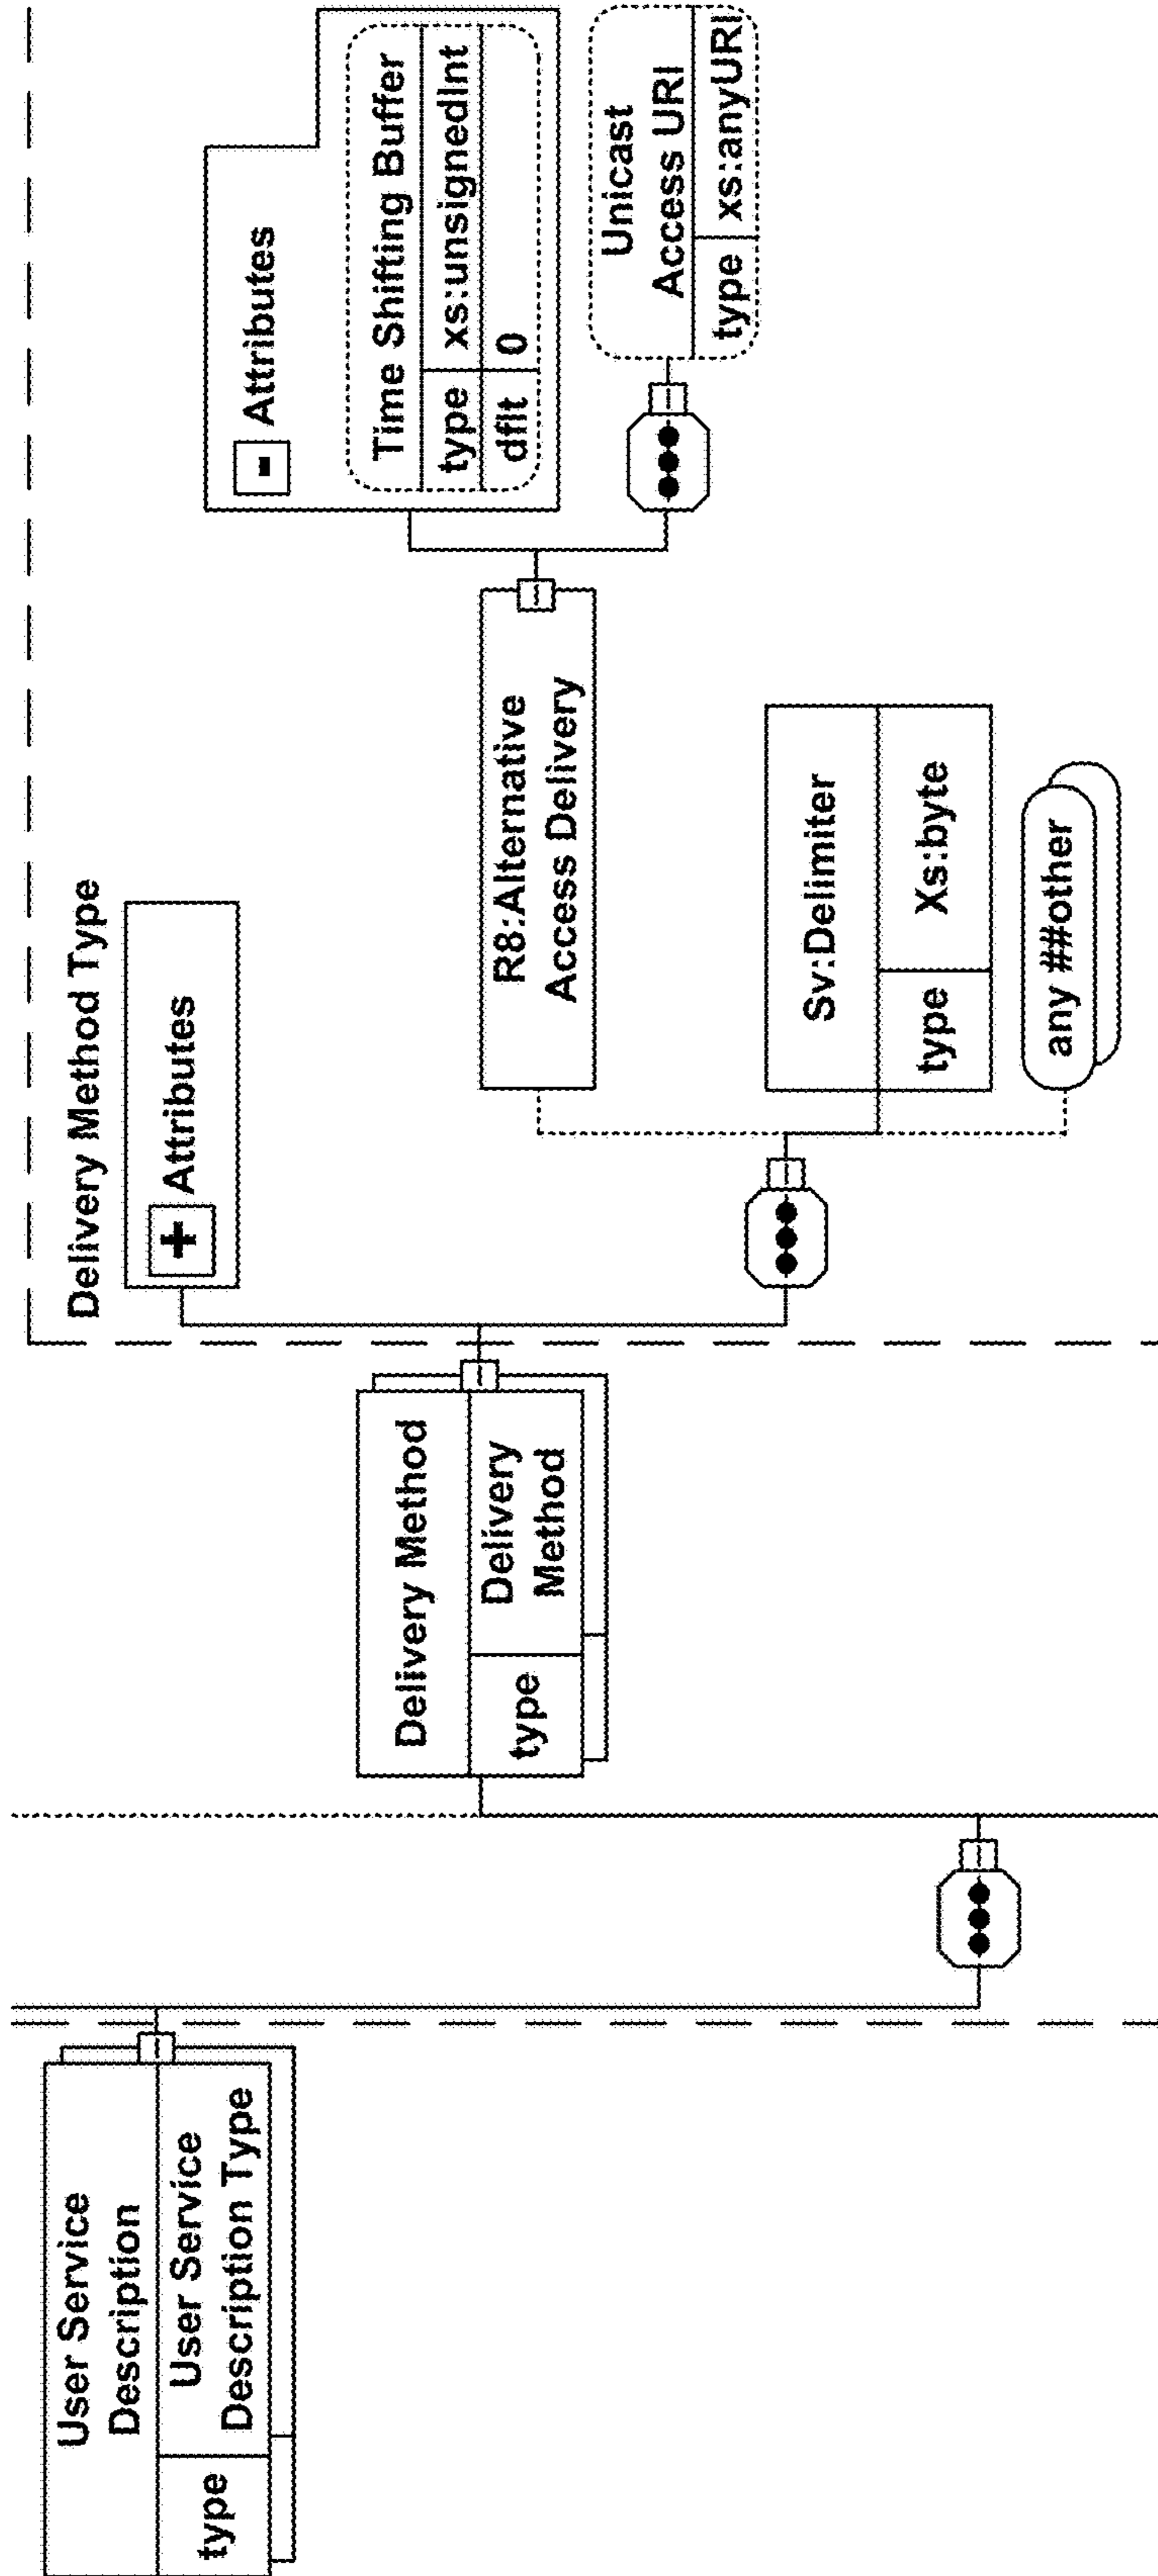 User Service
Description
type
User Service
Description Type
Delivery Method
type
Delivery
Method
Delivery Method Type
+
Attributes
R8:Alternative
Access Delivery
-
Attributes
Time Shifting Buffer
type xs:unsignedInt
dflt 0
Unicast
Access URI
type xs:anyURI
Sv:Delimiter
type Xs:byte
any ##other